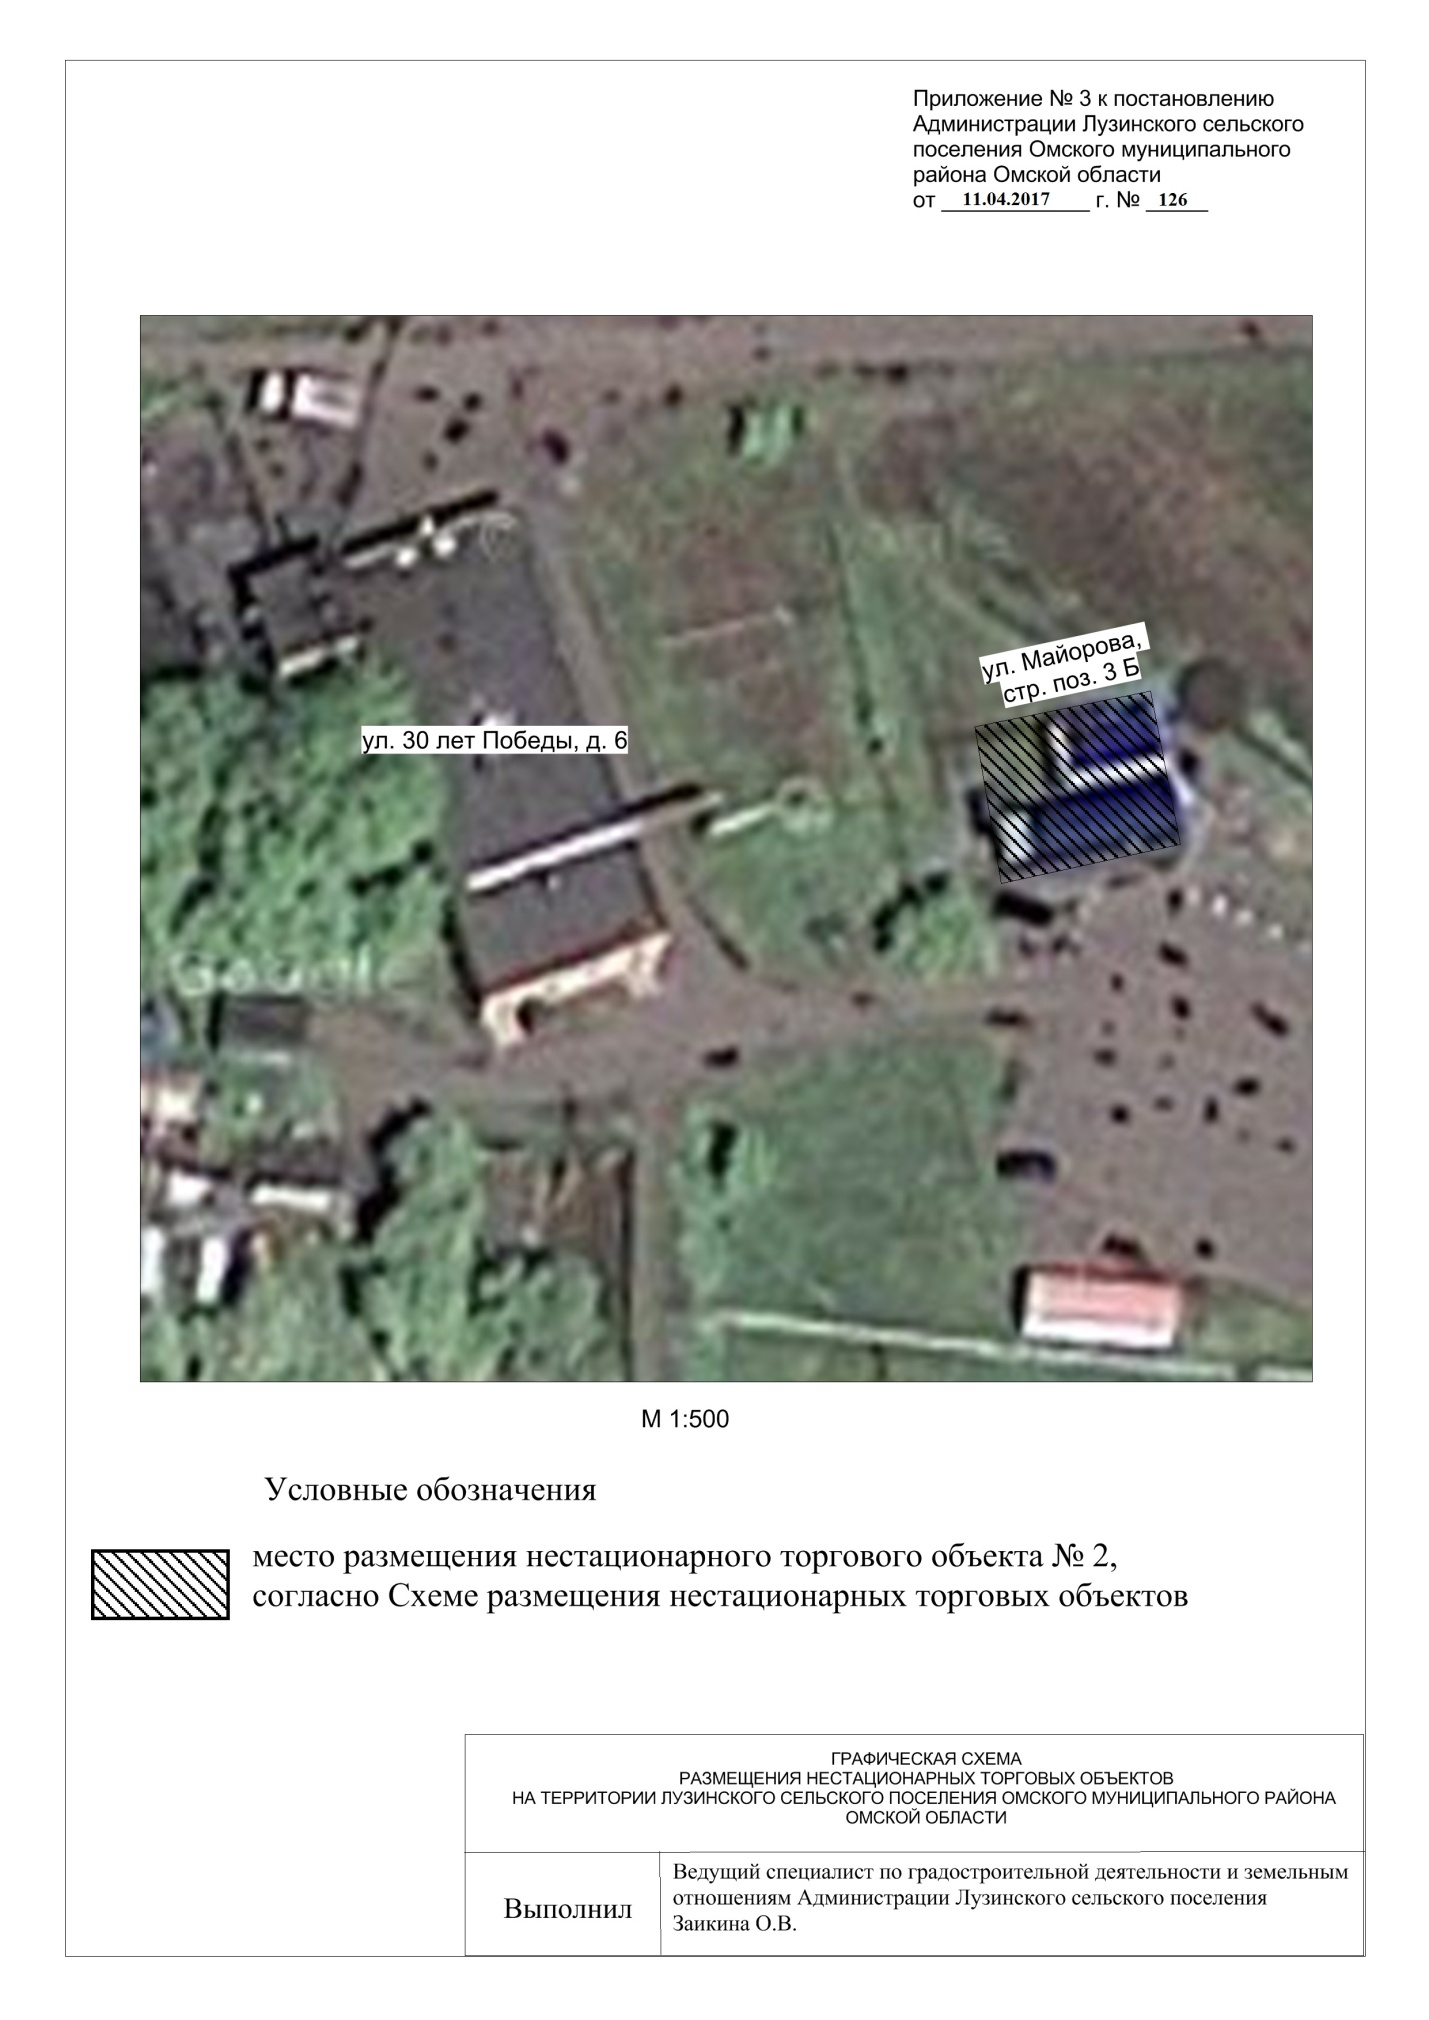 Приложение № 3 к постановлению
Администрации Лузинского сельского
поселения Омского муниципального
района Омской области
от 11.04.2017 г. № 126
ул. Майорова,
стр. поз. 3 Б
ул. 30 лет Победы, д. 6
Google
М 1:500
Условные обозначения
место размещения нестационарного торгового объекта № 2,
согласно Схеме размещения нестационарных торговых объектов
ГРАФИЧЕСКАЯ СХЕМА
РАЗМЕЩЕНИЯ НЕСТАЦИОНАРНЫХ ТОРГОВЫХ ОБЪЕКТОВ
НА ТЕРРИТОРИИ ЛУЗИНСКОГО СЕЛЬСКОГО ПОСЕЛЕНИЯ ОМСКОГО МУНИЦИПАЛЬНОГО РАЙОНА
ОМСКОЙ ОБЛАСТИ
Выполнил
Ведущий специалист по градостроительной деятельности и земельным
отношениям Администрации Лузинского сельского поселения
Заикина О.В.